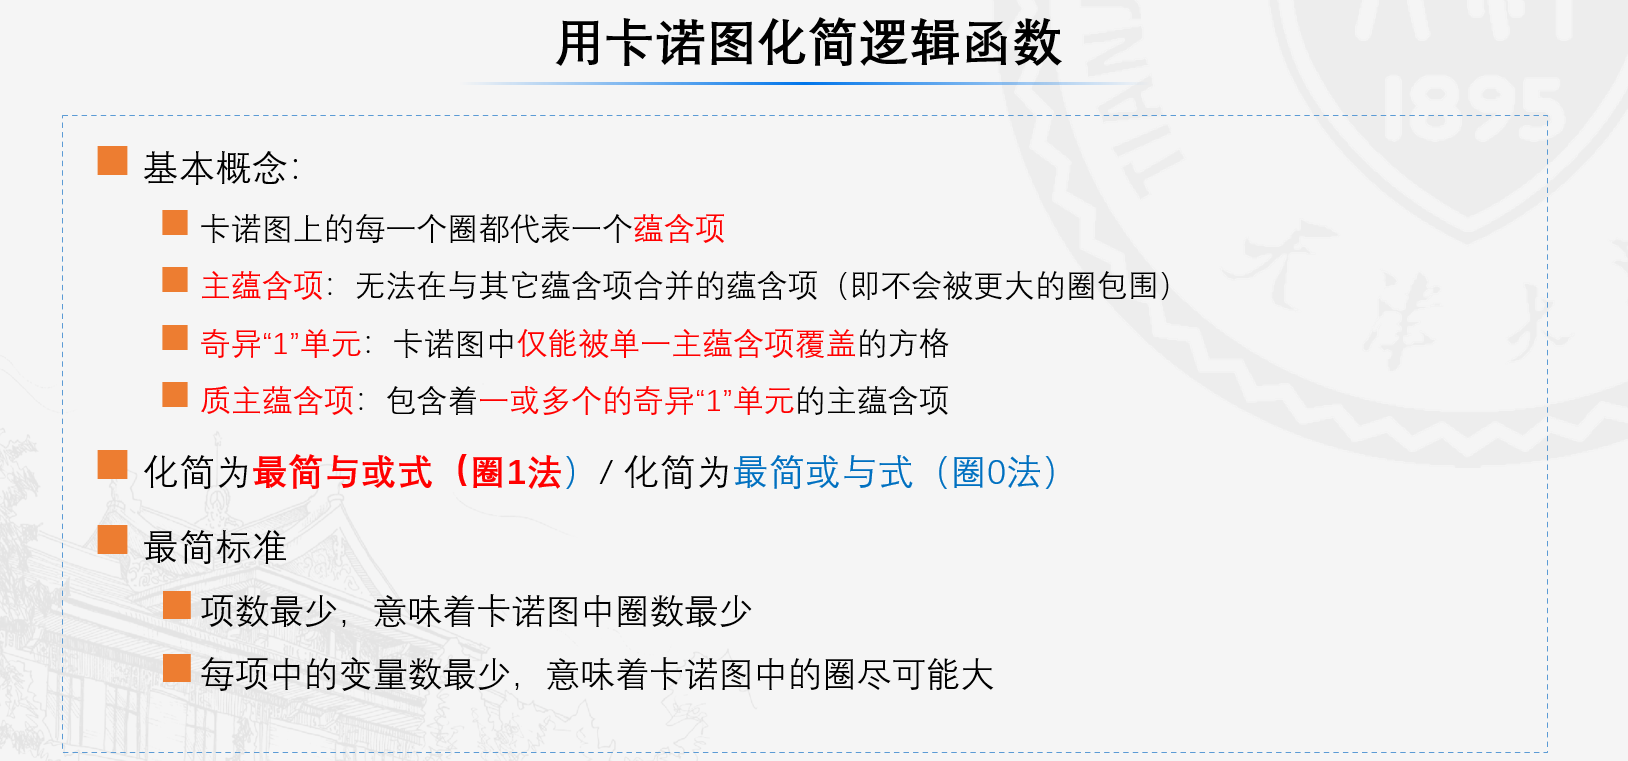 用卡诺图化简逻辑函数
1895
TIANJ
基本概念：
卡诺图上的每一个圈都代表一个蕴含项
主蕴含项：无法在与其它蕴含项合并的蕴含项（即不会被更大的圈包围）
奇异“1”单元：卡诺图中仅能被单一主蕴含项覆盖的方格
质主蕴含项：包含着一或多个的奇异“1”单元的主蕴含项
天津大
化简为最简与或式（圈1法）/ 化简为最简或与式（圈0法）
最简标准
项数最少，意味着卡诺图中圈数最少
每项中的变量数最少，意味着卡诺图中的圈尽可能大